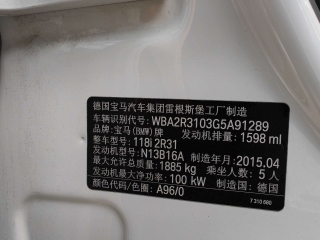 德国宝马汽车集团雷根斯堡工厂制造
车辆识别代号: WBA2R3103G5A91289
品牌: 宝马(BMW)牌 发动机排量: 1598 ml
型号: 118i 2R31
发动机型号: N13B16A 制造年月: 2015.04
最大允许总质量: 1885 kg 乘坐人数: 5 人
发动机最大净功率: 100 kW 制造国: 德国
颜色代码/色圈: A96/0
7 310 680